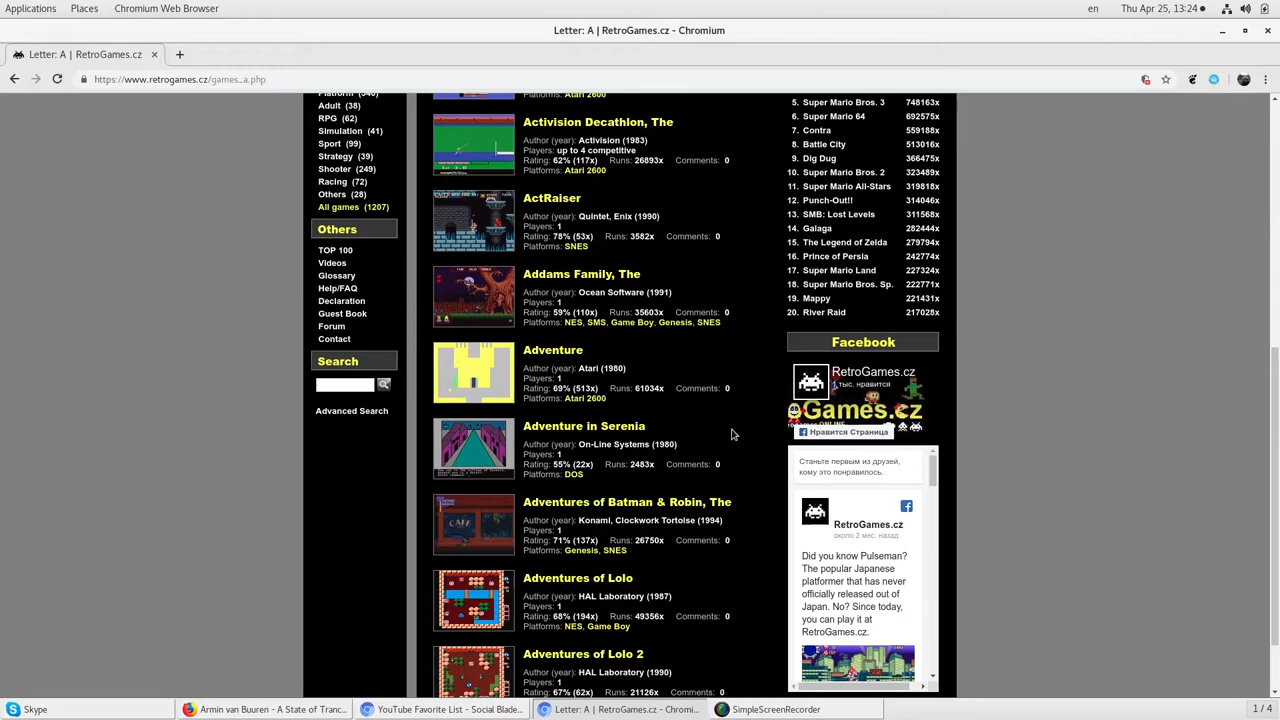 Applications Places Chromium Web Browser en Thu Apr 25, 13:24
Letter: A | RetroGames.cz - Chromium
Letter: A | RetroGames.cz
https://www.retrogames.cz/games_a.php
Platform (340)
Adult (38)
RPG (62)
Simulation (41)
Sport (99)
Strategy (39)
Shooter (249)
Racing (72)
Others (28)
All games (1207)
Others
TOP 100
Videos
Glossary
Help/FAQ
Declaration
Guest Book
Forum
Contact
Search
Advanced Search
Platforms: Atari 2600
Activision Decathlon, The
Author (year): Activision (1983)
Players: up to 4 competitive
Rating: 62% (117x) Runs: 26893x Comments: 0
Platforms: Atari 2600
ActRaiser
Author (year): Quintet, Enix (1990)
Players: 1
Rating: 78% (53x) Runs: 3582x Comments: 0
Platforms: SNES
Addams Family, The
Author (year): Ocean Software (1991)
Players: 1
Rating: 59% (110x) Runs: 35603x Comments: 0
Platforms: NES, SMS, Game Boy, Genesis, SNES
Adventure
Author (year): Atari (1980)
Players: 1
Rating: 69% (513x) Runs: 61034x Comments: 0
Platforms: Atari 2600
Adventure in Serenia
Author (year): On-Line Systems (1980)
Players: 1
Rating: 55% (22x) Runs: 2483x Comments: 0
Platforms: DOS
Adventures of Batman & Robin, The
Author (year): Konami, Clockwork Tortoise (1994)
Players: 1
Rating: 71% (137x) Runs: 26750x Comments: 0
Platforms: Genesis, SNES
CAFE
Adventures of Lolo
Author (year): HAL Laboratory (1987)
Players: 1
Rating: 68% (194x) Runs: 49356x Comments: 0
Platforms: NES, Game Boy
Adventures of Lolo 2
Author (year): HAL Laboratory (1990)
Players: 1
Rating: 67% (62x) Runs: 21126x Comments: 0
5. Super Mario Bros. 3 748163x
6. Super Mario 64 692575x
7. Contra 559188x
8. Battle City 513016x
9. Dig Dug 366475x
10. Super Mario Bros. 2 323489x
11. Super Mario All-Stars 319818x
12. Punch-Out!! 314046x
13. SMB: Lost Levels 311568x
14. Galaga 282444x
15. The Legend of Zelda 279794x
16. Prince of Persia 242774x
17. Super Mario Land 227324x
18. Super Mario Bros. Sp. 222771x
19. Mappy 221431x
20. River Raid 217028x
Facebook
RetroGames.cz
тыс. нравится
Games.cz
ONLINE
Нравится Страница
Станьте первым из друзей,
кому это понравилось.
RetroGames.cz
около 2 мес. назад
Did you know Pulseman?
The popular Japanese
platformer that has never
officially released out of
Japan. No? Since today,
you can play it at
RetroGames.cz.
Skype Armin van Buuren - A State of Tranc... YouTube Favorite List - Social Blade... Letter: A | RetroGames.cz - Chromi... SimpleScreenRecorder 1 / 4